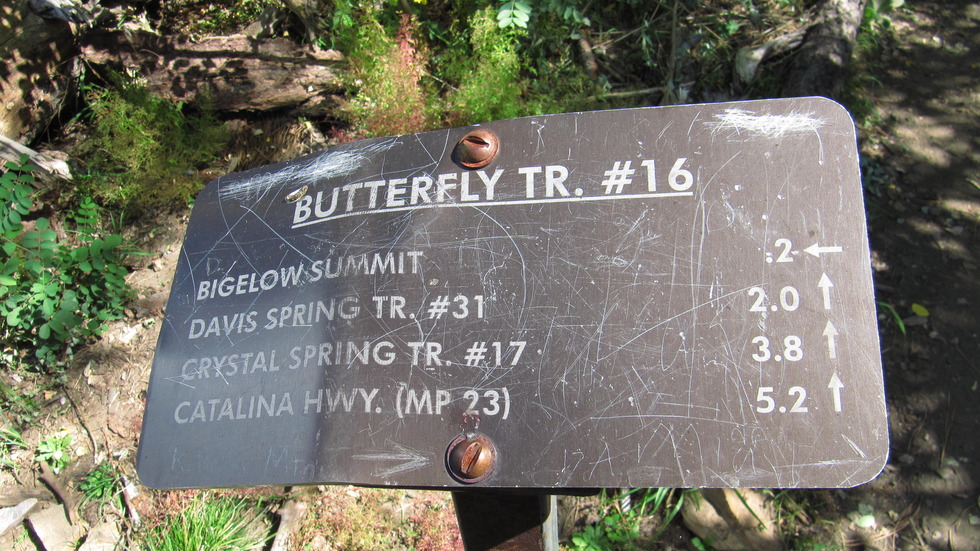 BUTTERFLY TR. #16
BIGELOW SUMMIT .2 ←
DAVIS SPRING TR. #31 2.0 ↑
CRYSTAL SPRING TR. #17 3.8 ↑
CATALINA HWY. (MP 23) 5.2 ↑